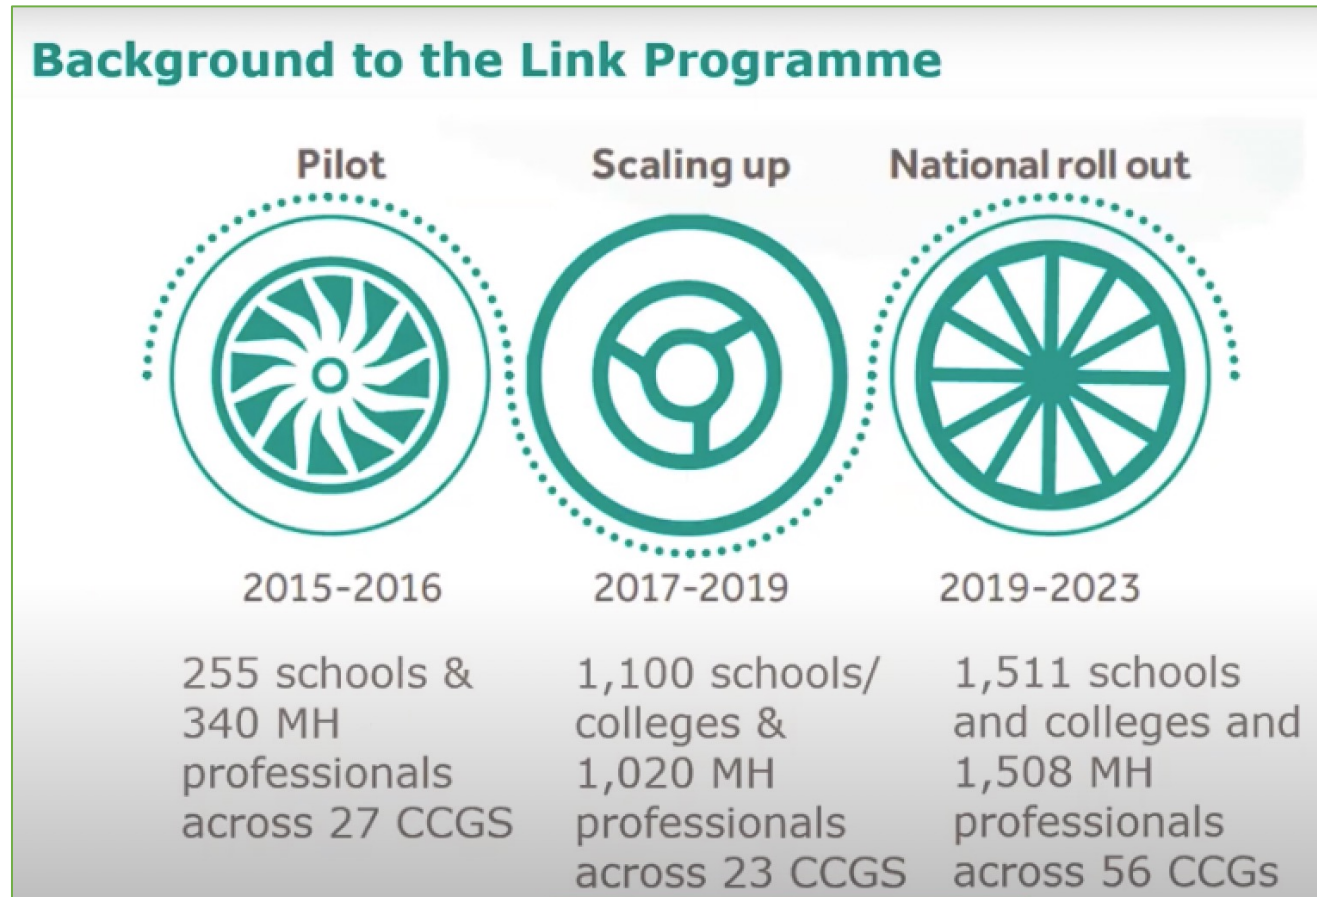 Background to the Link Programme
Pilot
Scaling up
National roll out
2015-2016
2017-2019
2019-2023
255 schools &
340 MH
professionals
across 27 CCGS
1,100 schools/
colleges &
1,020 MH
professionals
across 23 CCGS
1,511 schools
and colleges and
1,508 MH
professionals
across 56 CCGs